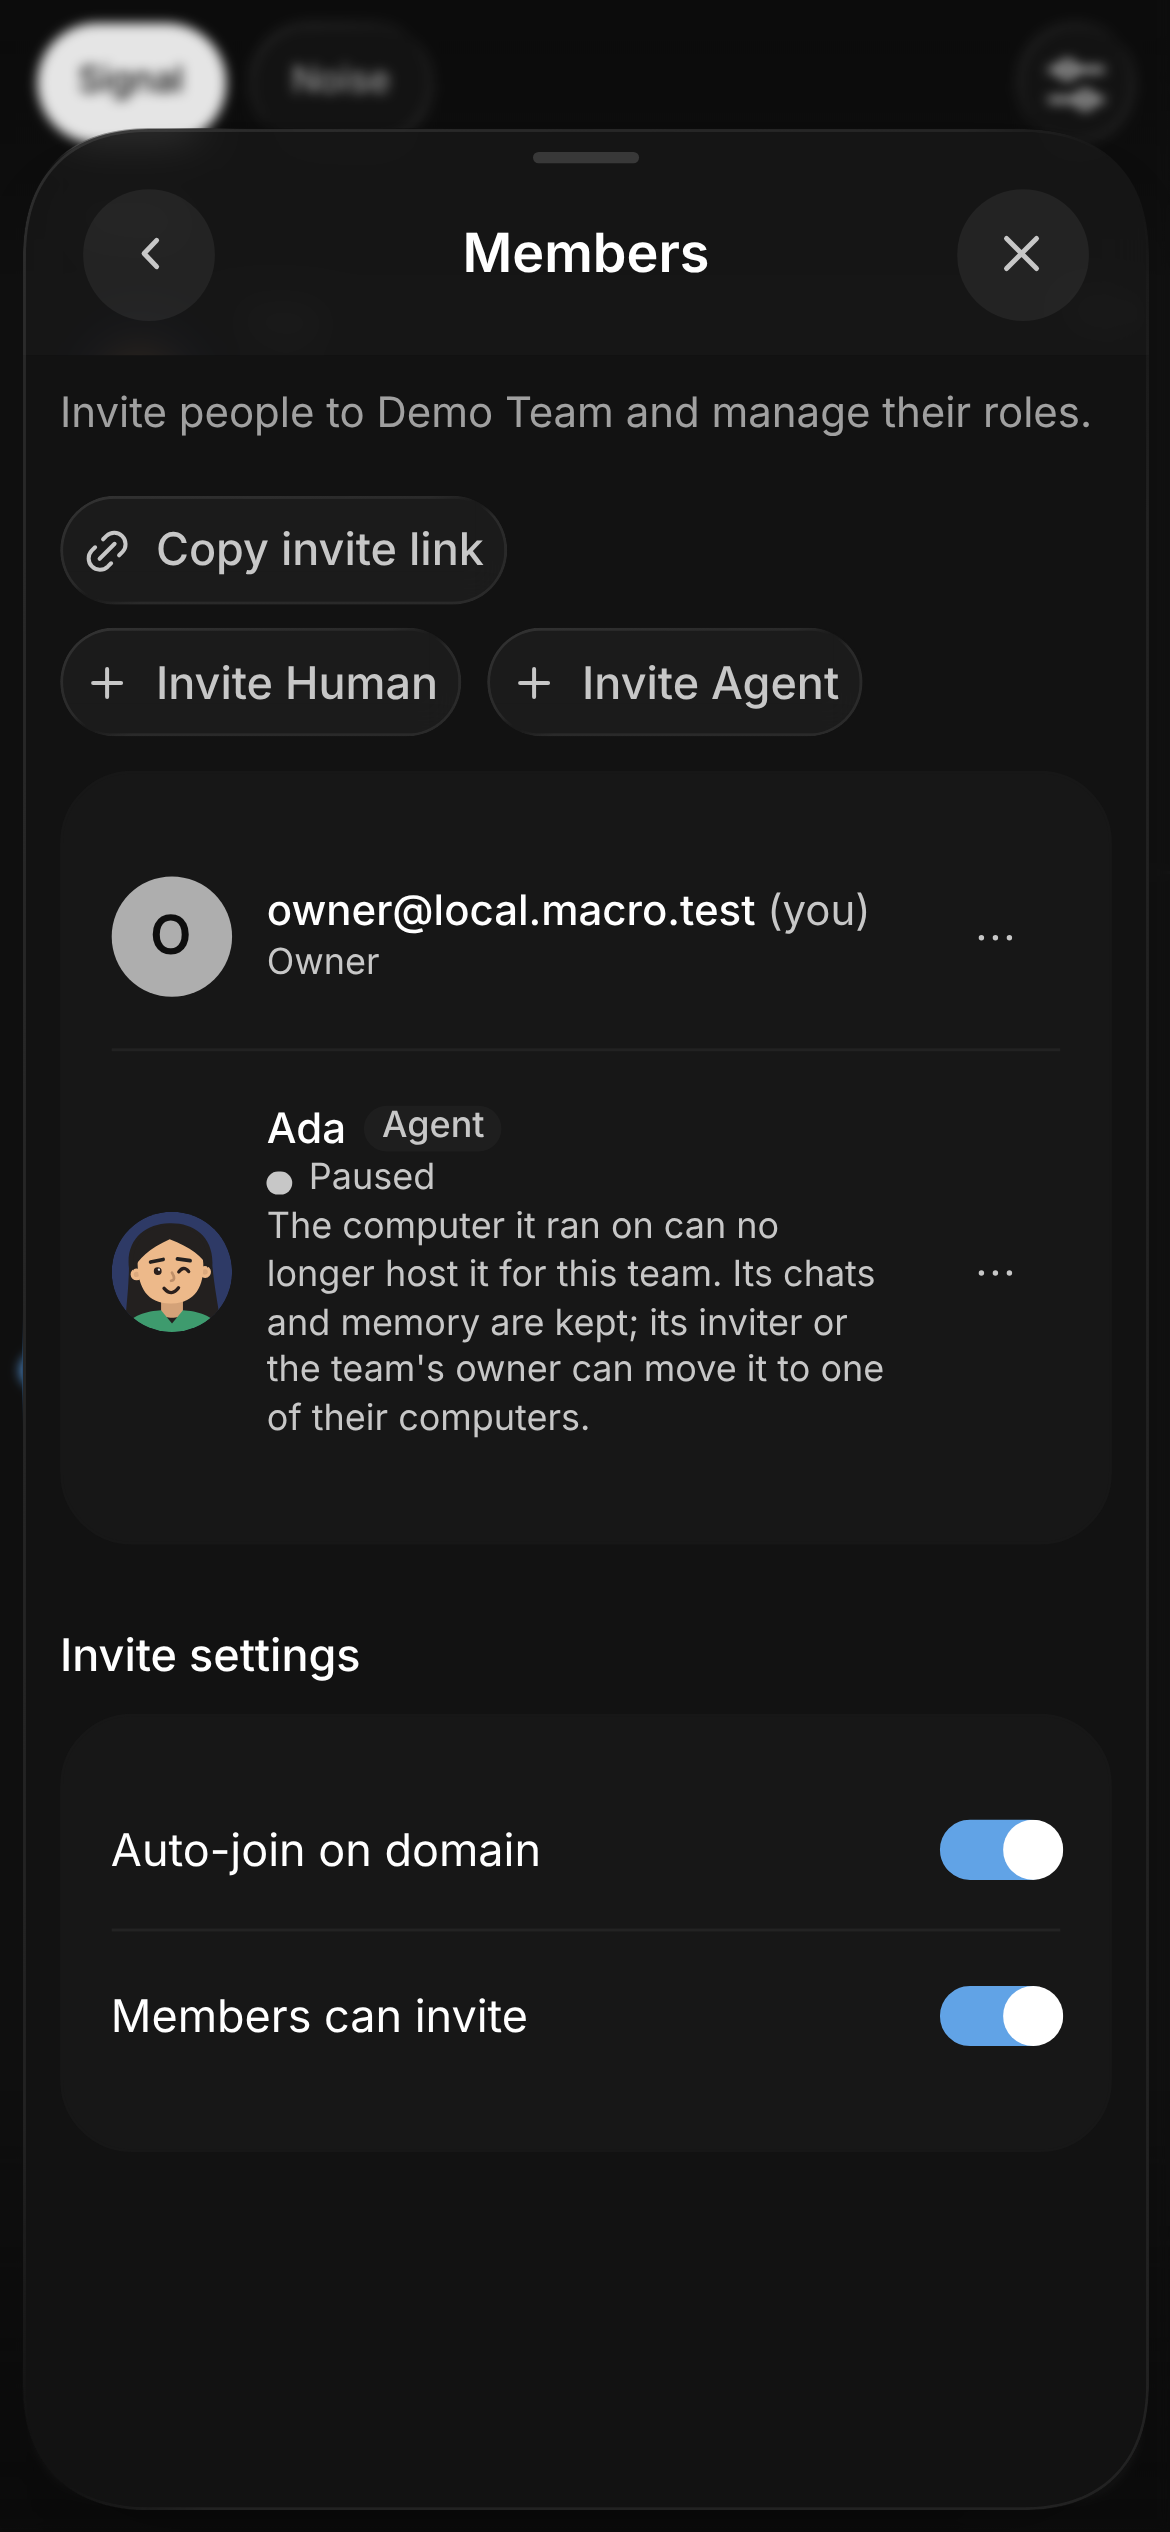 Signal
Noise
Members
Invite people to Demo Team and manage their roles.
Copy invite link
Invite Human
Invite Agent
O
owner@local.macro.test (you)
Owner
Ada
Agent
Paused
The computer it ran on can no
longer host it for this team. Its chats
and memory are kept; its inviter or
the team's owner can move it to one
of their computers.
Invite settings
Auto-join on domain
Members can invite